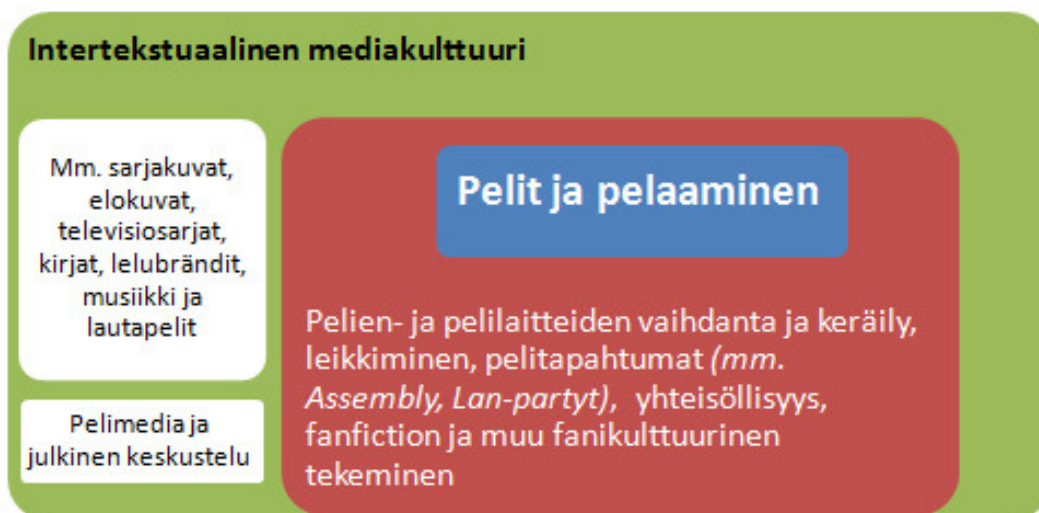 Intertekstuaalinen mediakulttuuri
Mm. sarjakuvat,
elokuvat,
televisiosarjat,
kirjat, lelubrändit,
musiikki ja
lautapelit
Pelimedia ja
julkinen keskustelu
Pelit ja pelaaminen
Pelien- ja pelilaitteiden vaihdanta ja keräily,
leikkiminen, pelitapahtumat (mm.
Assembly, Lan-partyt), yhteisöllisyys,
fanfiction ja muu fanikulttuurinen
tekeminen